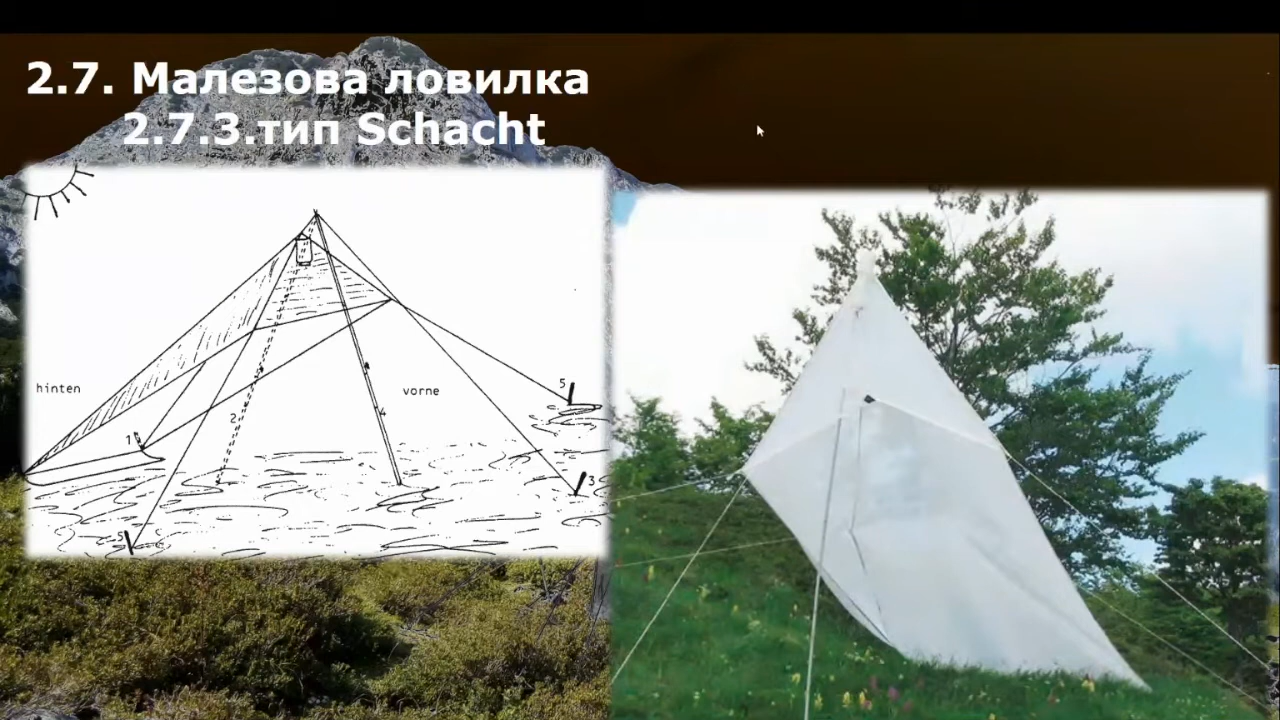 2.7. Малезова ловилка
2.7.3.тип Schacht
hinten
vorne
1
2
4
5
3
5